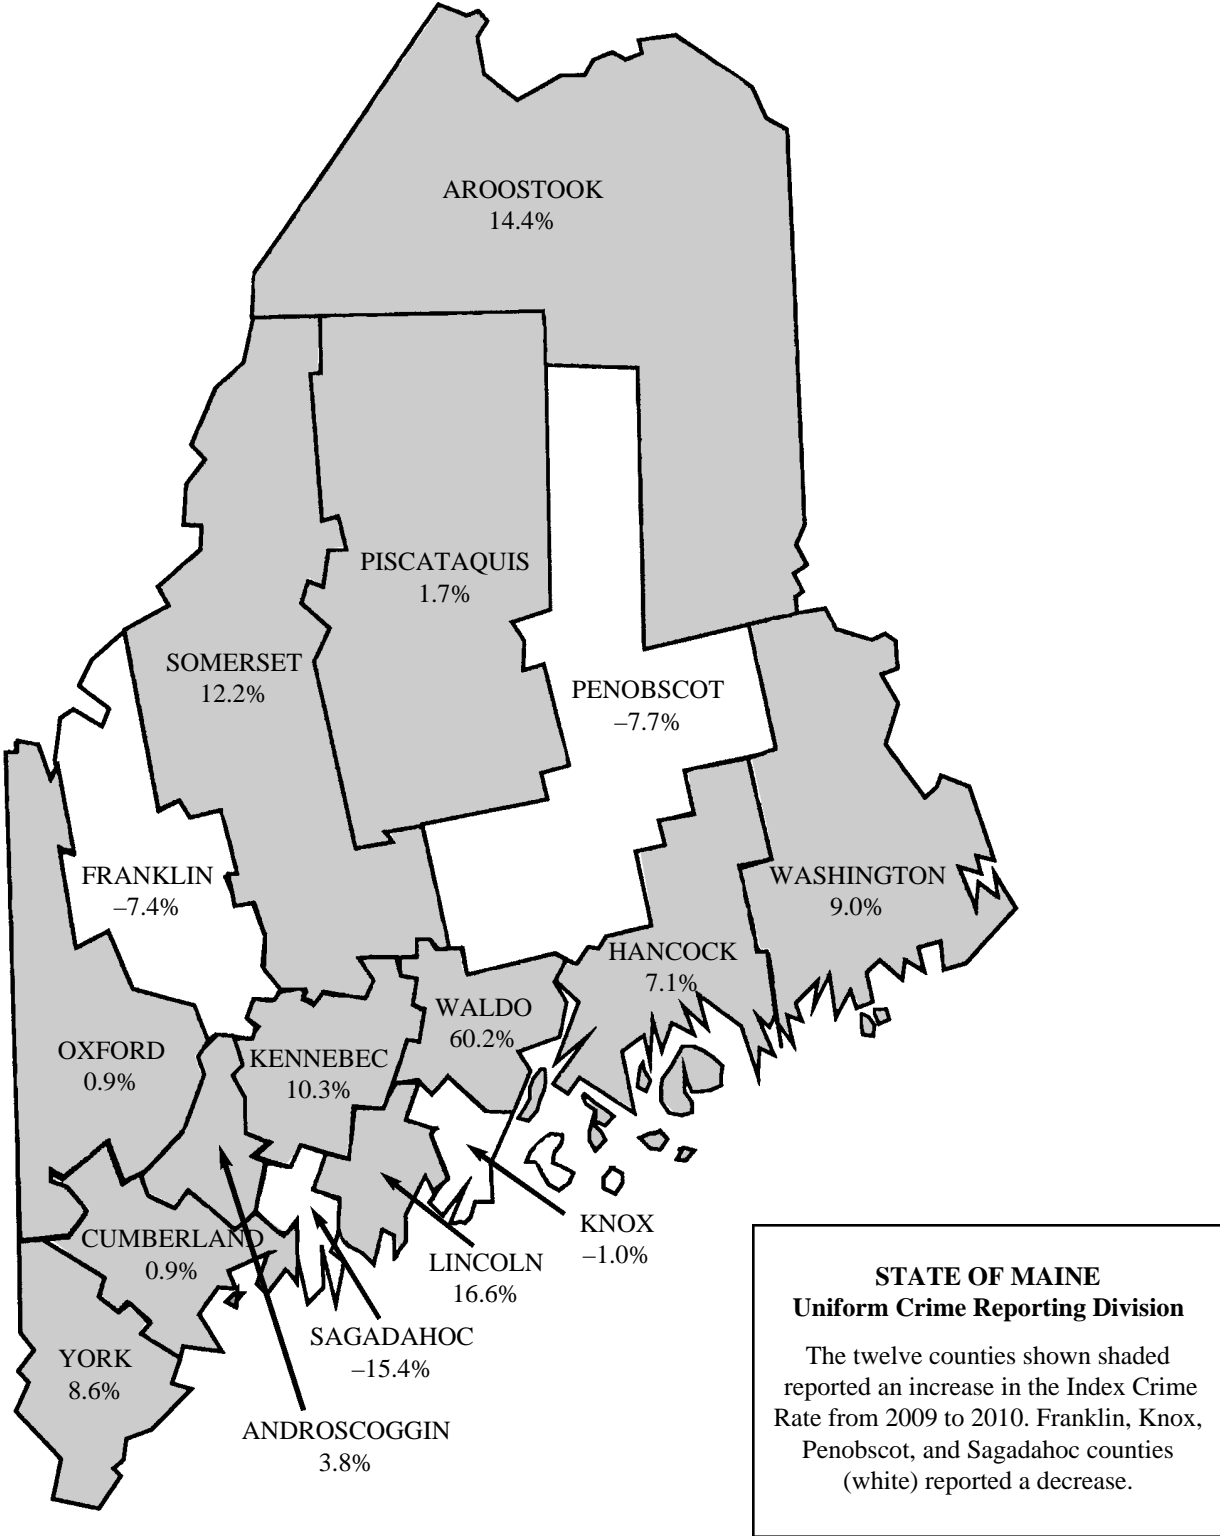 AROOSTOOK
14.4%
PISCATAQUIS
1.7%
SOMERSET
12.2%
PENOBSCOT
–7.7%
FRANKLIN
–7.4%
WASHINGTON
9.0%
HANCOCK
7.1%
WALDO
60.2%
OXFORD
0.9%
KENNEBEC
10.3%
KNOX
–1.0%
CUMBERLAND
0.9%
LINCOLN
16.6%
SAGADAHOC
–15.4%
YORK
8.6%
ANDROSCOGGIN
3.8%
STATE OF MAINE
Uniform Crime Reporting Division
The twelve counties shown shaded
reported an increase in the Index Crime
Rate from 2009 to 2010. Franklin, Knox,
Penobscot, and Sagadahoc counties
(white) reported a decrease.